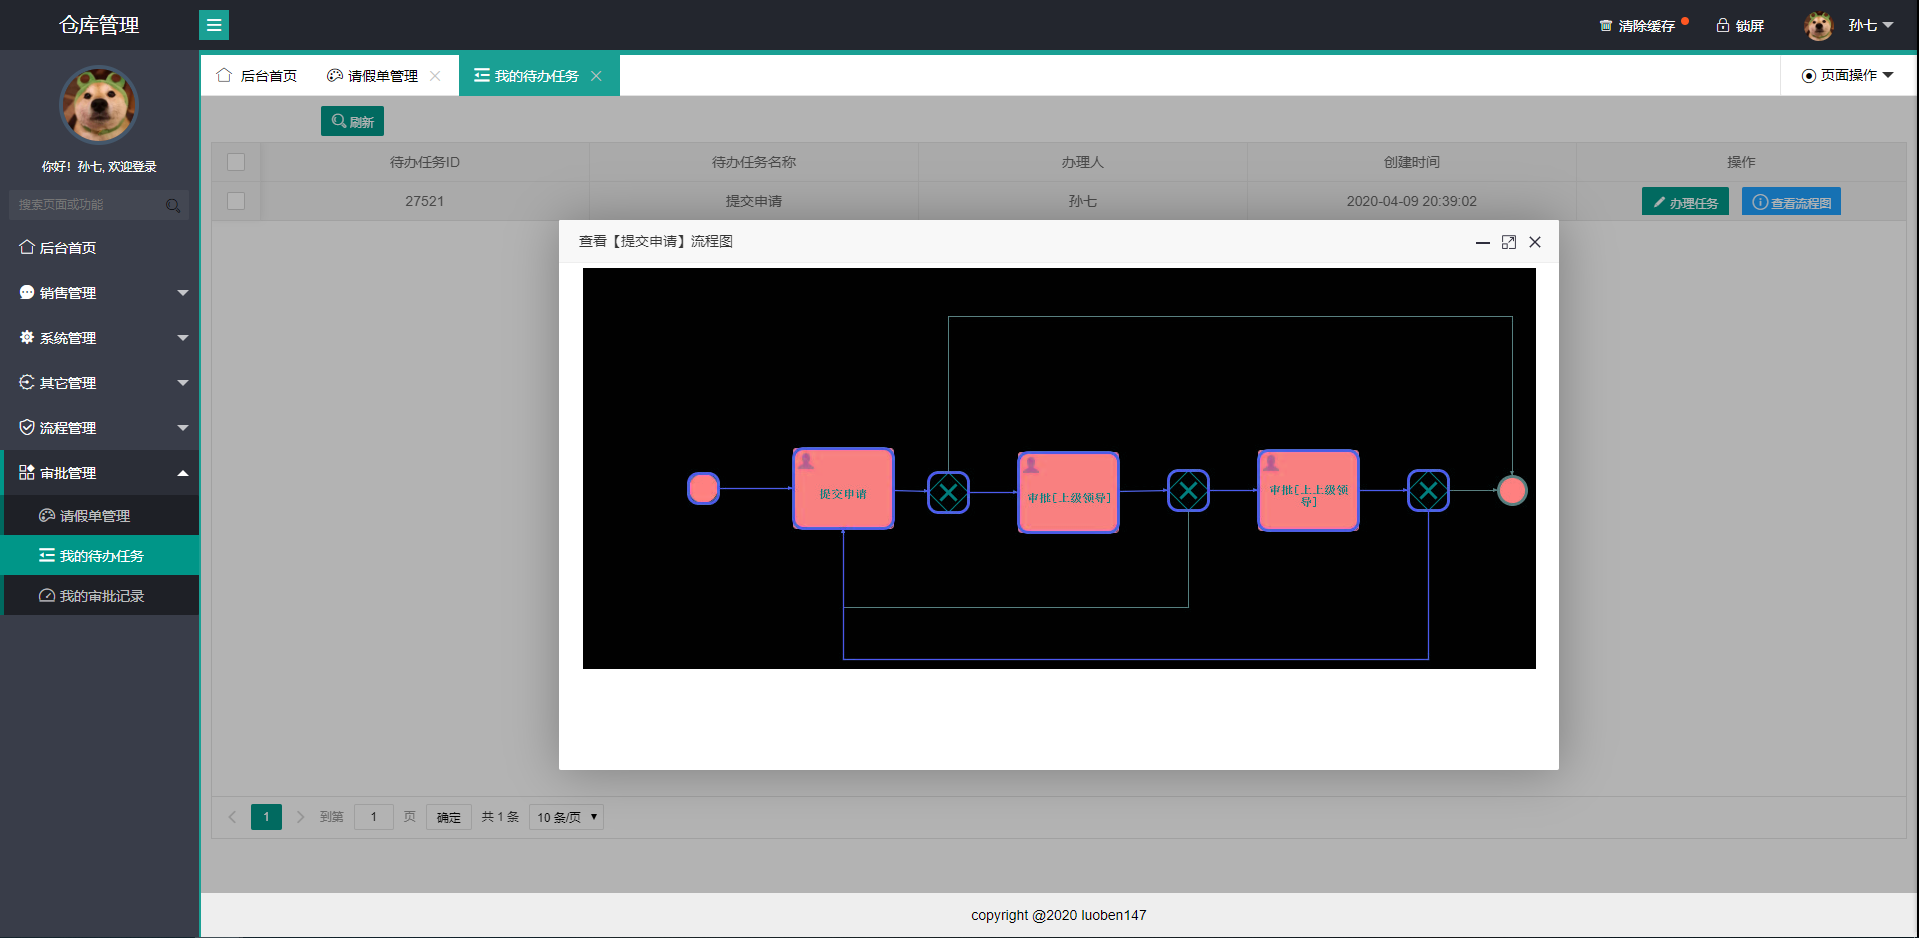 仓库管理
清除缓存
锁屏
孙七
后台首页
请假单管理
我的待办任务
页面操作
你好！孙七, 欢迎登录
搜索页面或功能
后台首页
销售管理
系统管理
其它管理
流程管理
审批管理
请假单管理
我的待办任务
我的审批记录
刷新
待办任务ID 待办任务名称 办理人 创建时间 操作
27521 提交申请 孙七 2020-04-09 20:39:02 办理任务 查看流程图
查看【提交申请】流程图
提交申请
审批[上级领导]
审批[上上级领
导]
1 到第 1 页 确定 共 1 条 10 条/页
copyright @2020 luoben147